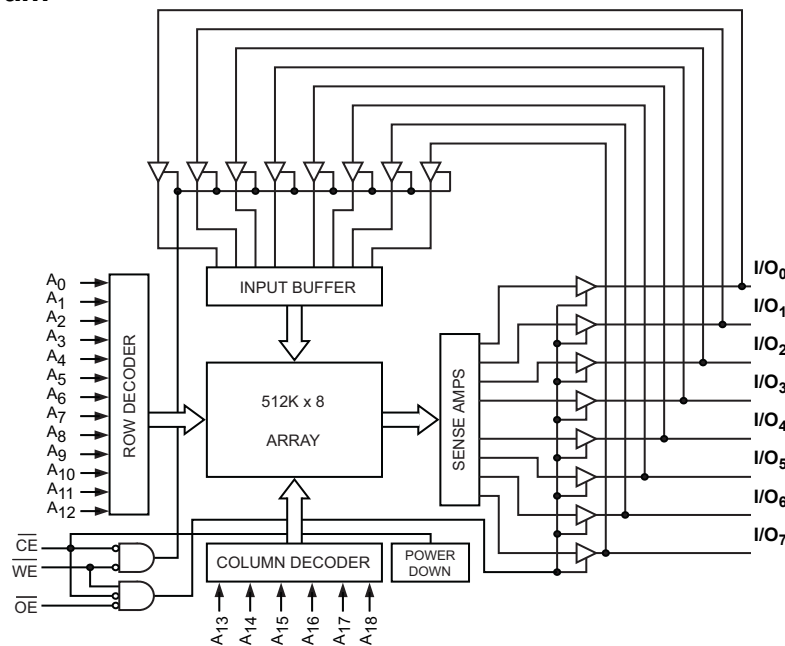 I/O0
I/O1
I/O2
I/O3
I/O4
I/O5
I/O6
I/O7
A0
A1
A2
A3
A4
A5
A6
A7
A8
A9
A10
A11
A12
ROW DECODER
INPUT BUFFER
512K x 8
ARRAY
SENSE AMPS
CE
WE
OE
COLUMN DECODER
POWER
DOWN
A13
A14
A15
A16
A17
A18